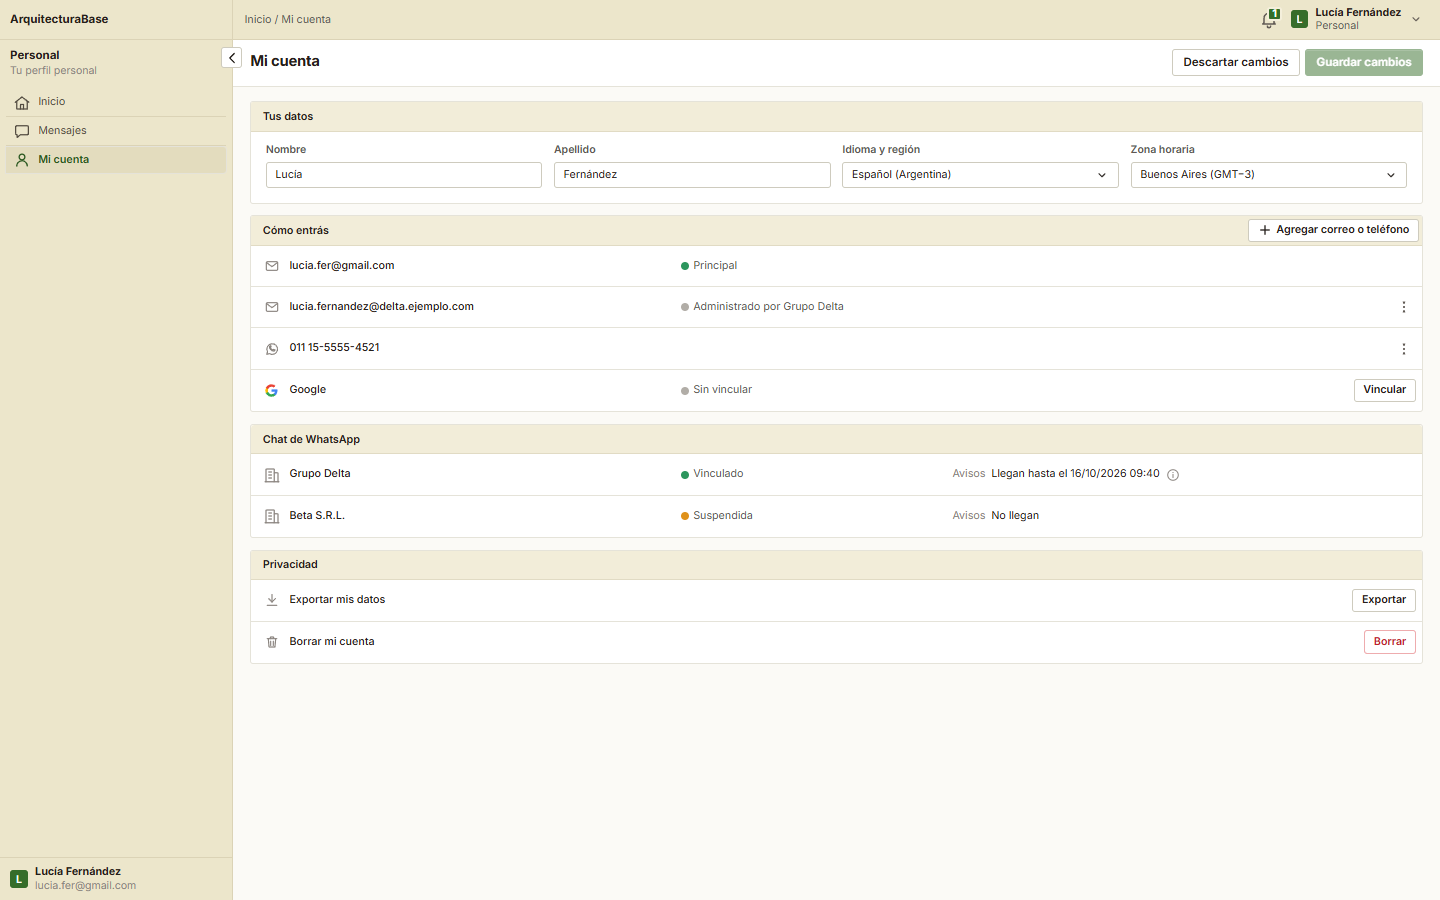 ArquitecturaBase
Inicio / Mi cuenta
1
L
Lucía Fernández
Personal
Personal
Tu perfil personal
Inicio
Mensajes
Mi cuenta
Mi cuenta
Descartar cambios
Guardar cambios
Tus datos
Nombre
Apellido
Idioma y región
Zona horaria
Lucía
Fernández
Español (Argentina)
Buenos Aires (GMT−3)
Cómo entrás
Agregar correo o teléfono
lucia.fer@gmail.com
Principal
lucia.fernandez@delta.ejemplo.com
Administrado por Grupo Delta
011 15-5555-4521
Google
Sin vincular
Vincular
Chat de WhatsApp
Grupo Delta
Vinculado
Avisos Llegan hasta el 16/10/2026 09:40
Beta S.R.L.
Suspendida
Avisos No llegan
Privacidad
Exportar mis datos
Exportar
Borrar mi cuenta
Borrar
L
Lucía Fernández
lucia.fer@gmail.com